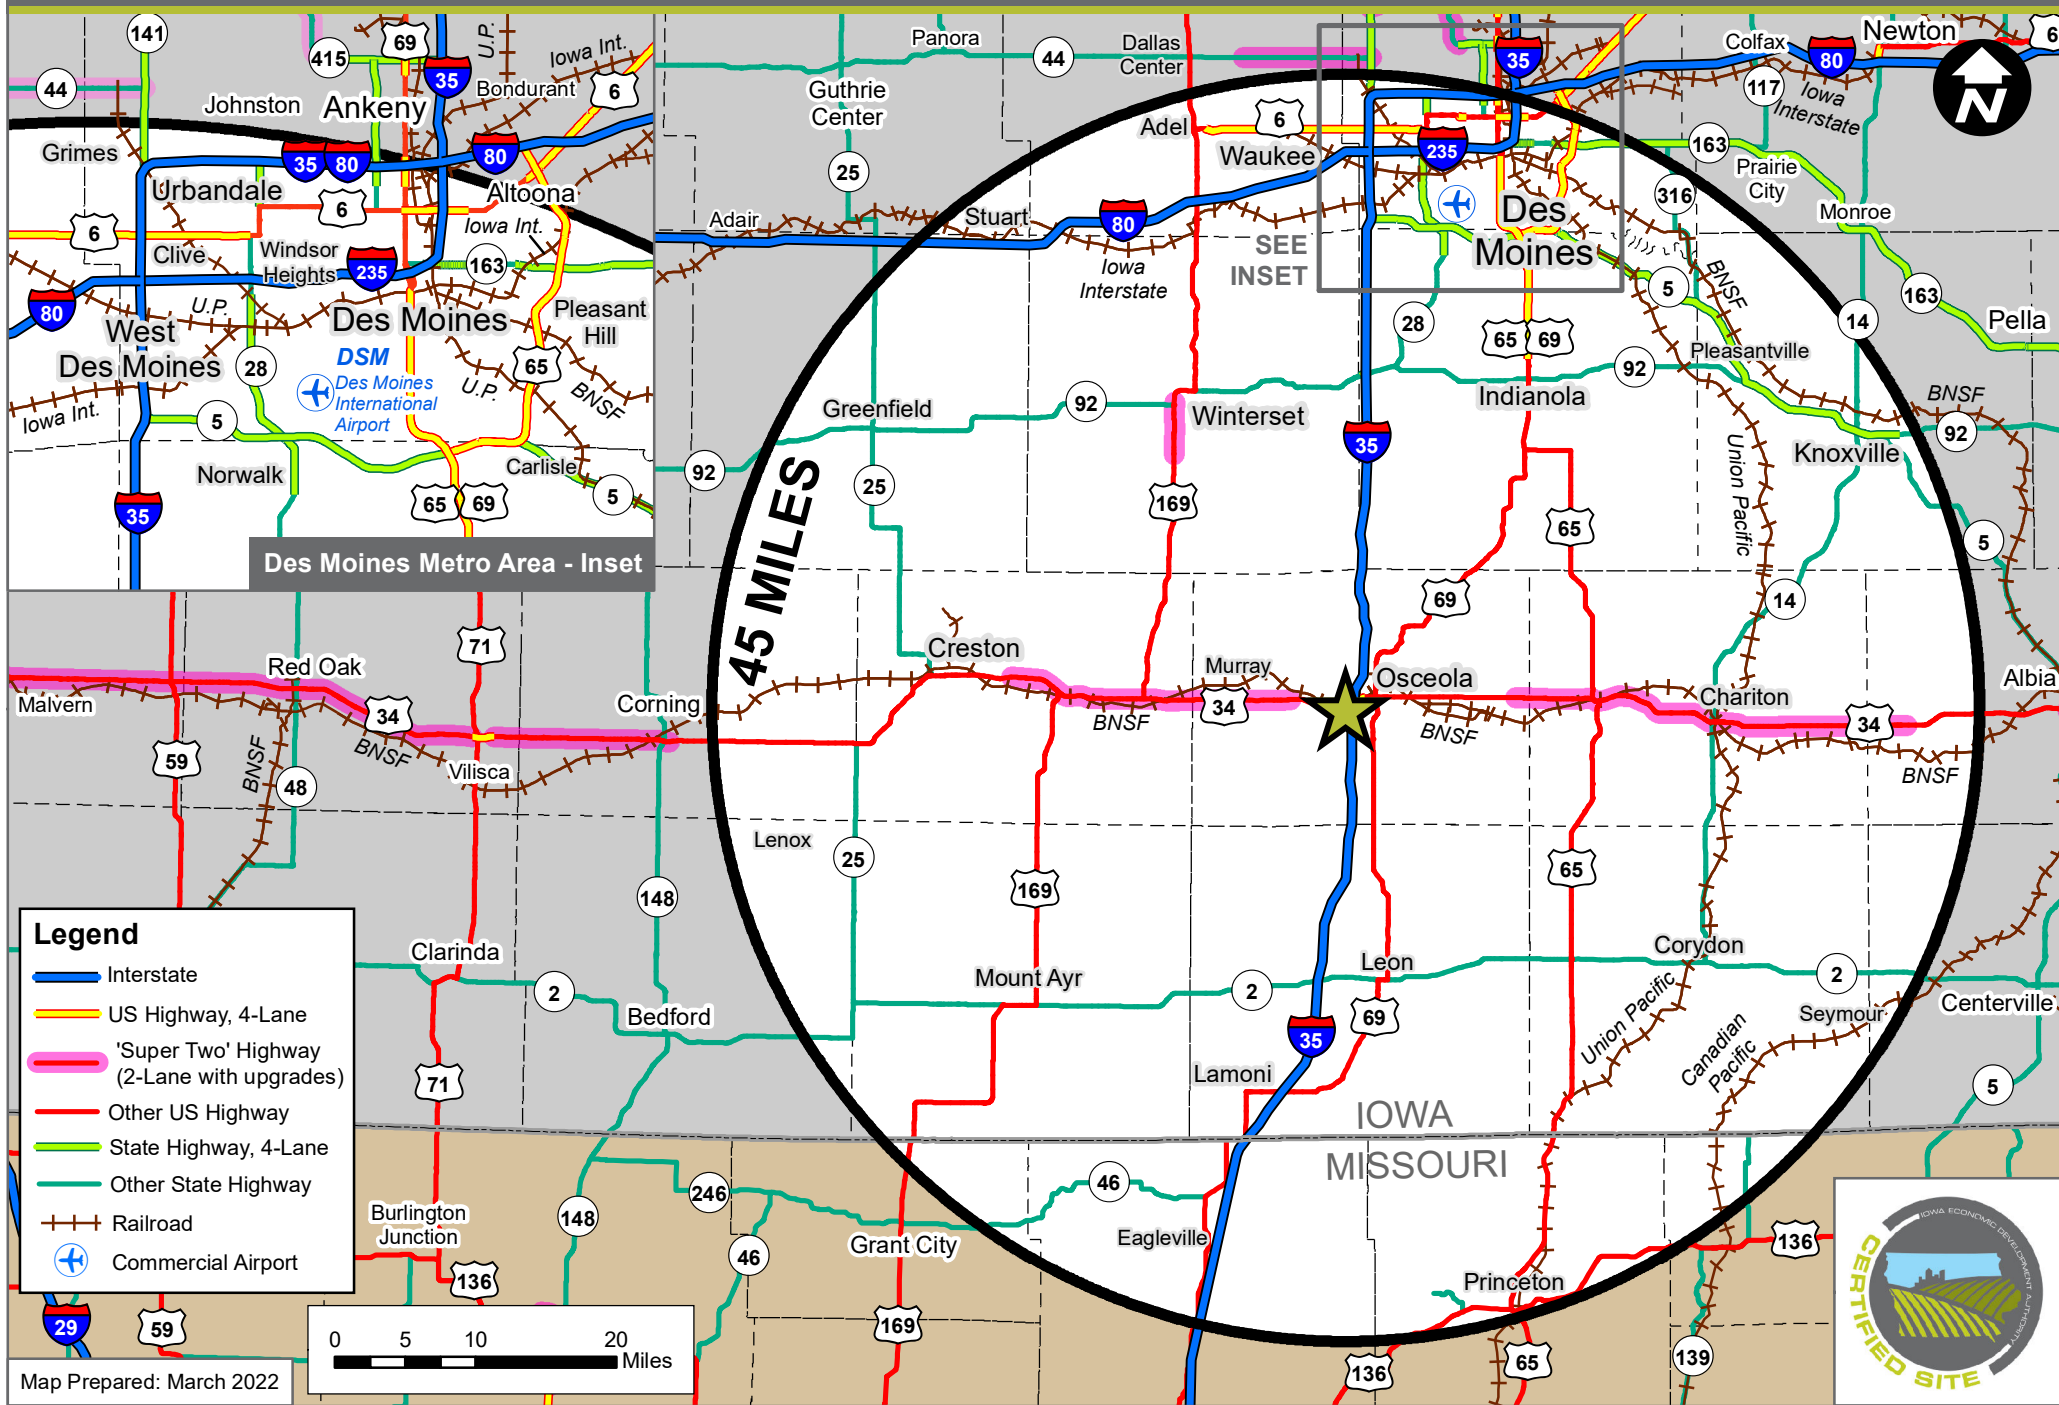 141
415
69
35
U.P.
Iowa Int.
Bondurant
6
44
Johnston
Ankeny
Grimes
35
80
80
Urbandale
6
Altoona
6
Iowa Int.
Clive
Windsor
Heights
235
163
80
U.P.
West
Des Moines
Des Moines
Pleasant
Hill
28
DSM
Des Moines
International
Airport
U.P.
65
BNSF
Iowa Int.
5
Norwalk
Carlisle
65
69
5
35
Des Moines Metro Area - Inset
Panora
44
Dallas
Center
35
Colfax
80
Newton
6
N
Guthrie
Center
Adel
6
117
Iowa
Interstate
25
Waukee
235
163
Prairie
City
316
Adair
Stuart
80
Des
Moines
Monroe
SEE
INSET
Iowa
Interstate
5
BNSF
163
28
65
69
14
Pella
92
Pleasantville
Greenfield
92
Winterset
Indianola
BNSF
92
35
Knoxville
92
25
169
65
Union Pacific
5
45 MILES
69
14
71
Red Oak
Creston
Murray
Osceola
Malvern
34
Corning
BNSF
34
BNSF
Chariton
34
Albia
BNSF
59
BNSF
BNSF
Vilisca
48
Lenox
25
65
148
169
Legend
Interstate
US Highway, 4-Lane
'Super Two' Highway
(2-Lane with upgrades)
Other US Highway
State Highway, 4-Lane
Other State Highway
Railroad
Commercial Airport
Clarinda
2
Bedford
Mount Ayr
2
Leon
Corydon
2
69
35
Union Pacific
Canadian
Pacific
Seymour
Centerville
71
Lamoni
5
IOWA
MISSOURI
246
46
148
Burlington
Junction
46
Grant City
Eagleville
136
Princeton
136
29
59
169
136
65
139
0
5
10
20
Miles
Map Prepared: March 2022
IOWA ECONOMIC DEVELOPMENT AUTHORITY
CERTIFIED SITE